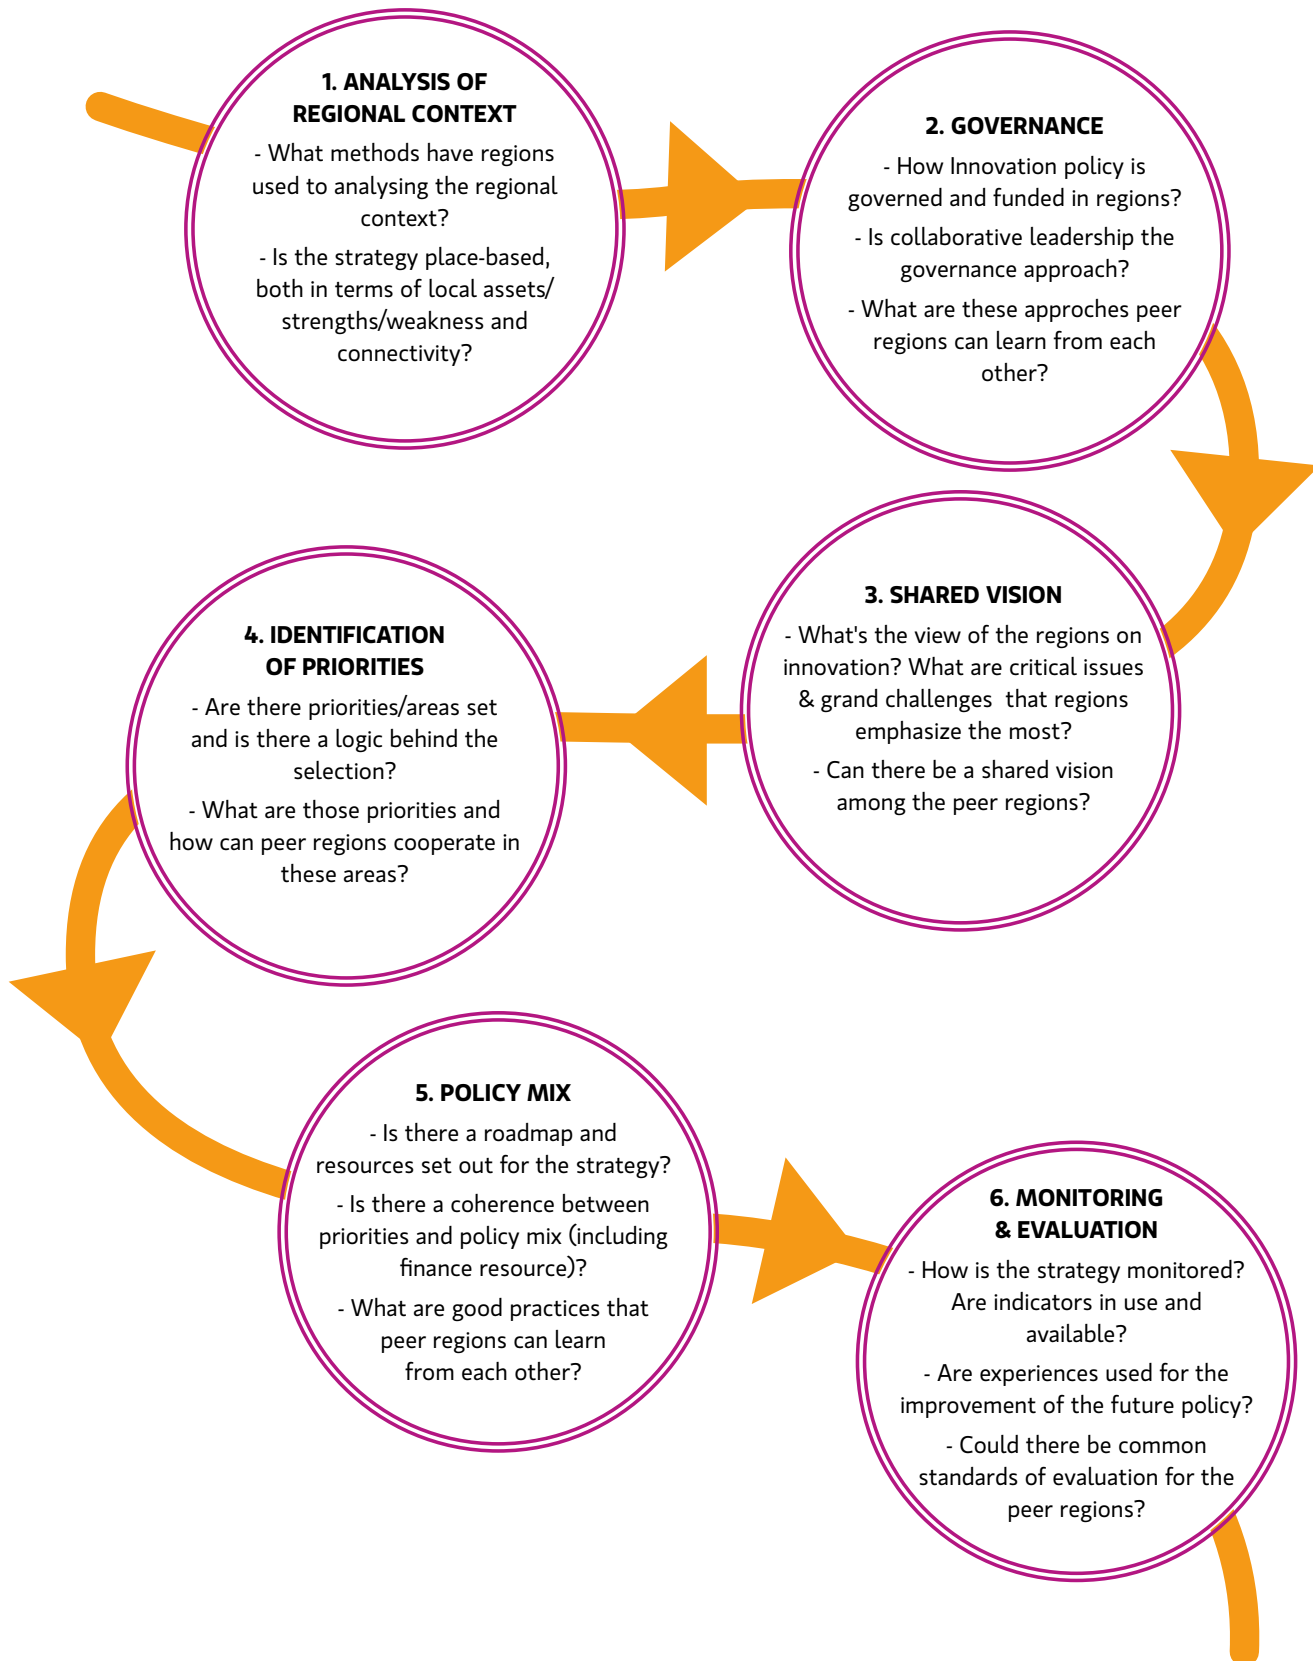 1. ANALYSIS OF
REGIONAL CONTEXT
- What methods have regions
used to analysing the regional
context?
- Is the strategy place-based,
both in terms of local assets/
strengths/weakness and
connectivity?
2. GOVERNANCE
- How Innovation policy is
governed and funded in regions?
- Is collaborative leadership the
governance approach?
- What are these approches peer
regions can learn from each
other?
3. SHARED VISION
- What's the view of the regions on
innovation? What are critical issues
& grand challenges  that regions
emphasize the most?
- Can there be a shared vision
among the peer regions?
4. IDENTIFICATION
OF PRIORITIES
- Are there priorities/areas set
and is there a logic behind the
selection?
- What are those priorities and
how can peer regions cooperate in
these areas?
5. POLICY MIX
- Is there a roadmap and
resources set out for the strategy?
- Is there a coherence between
priorities and policy mix (including
finance resource)?
- What are good practices that
peer regions can learn
from each other?
6. MONITORING
& EVALUATION
- How is the strategy monitored?
Are indicators in use and
available?
- Are experiences used for the
improvement of the future policy?
- Could there be common
standards of evaluation for the
peer regions?